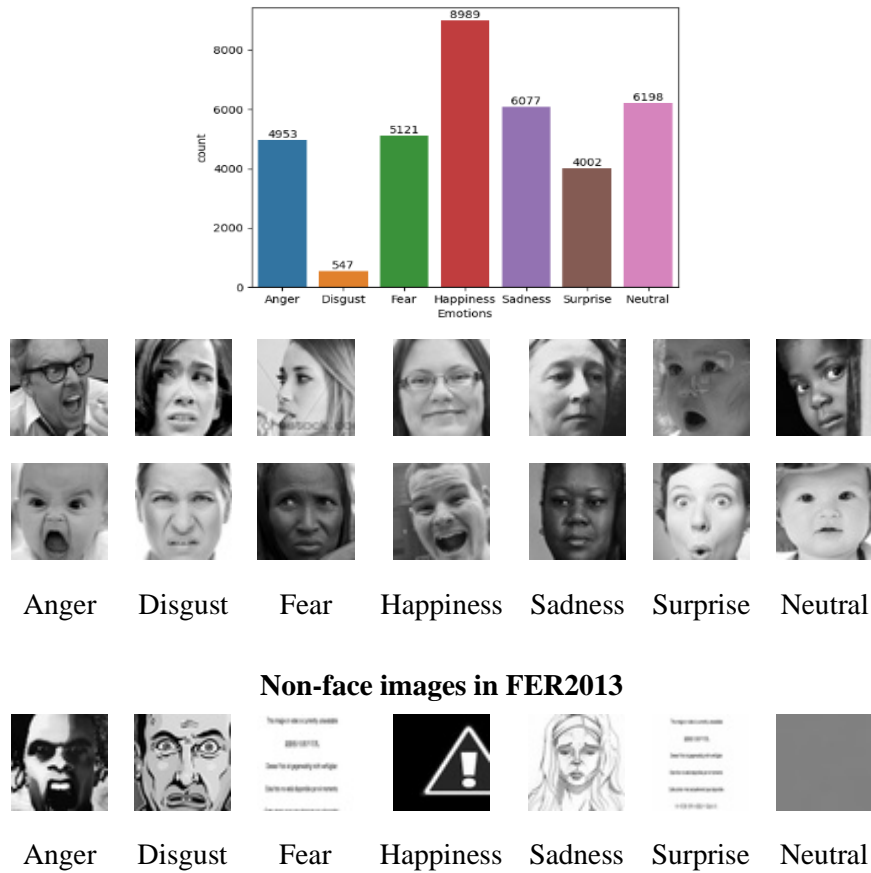 8989
8000
6198
6077
6000
5121
4953
count
4002
4000
2000
547
0
Anger Disgust Fear Happiness Sadness Surprise Neutral
Emotions
Anger Disgust Fear Happiness Sadness Surprise Neutral
Non-face images in FER2013
Anger Disgust Fear Happiness Sadness Surprise Neutral